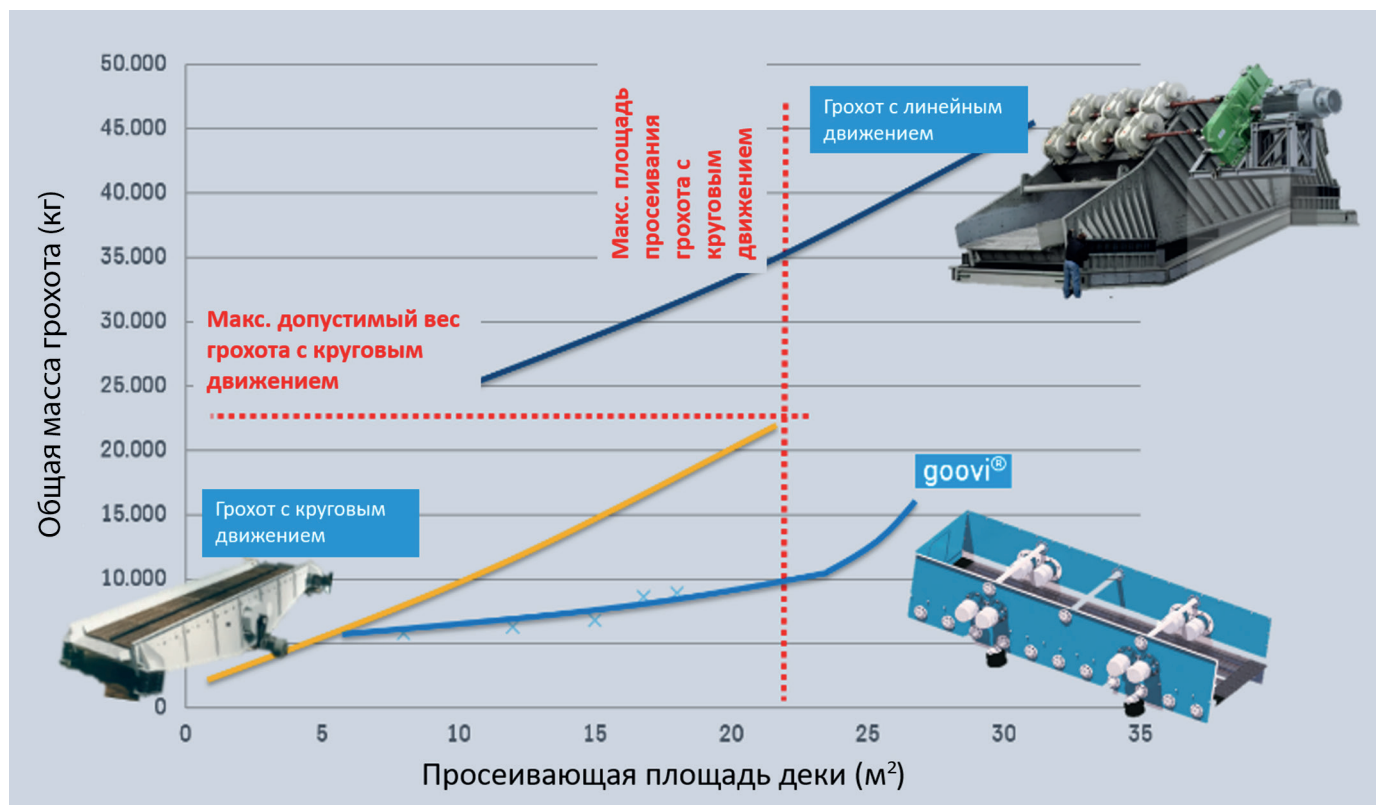 50.000
45.000
40.000
35.000
30.000
25.000
20.000
15.000
10.000
5.000
0
0
5
10
15
20
25
30
35
Общая масса грохота (кг)
Просеивающая площадь деки (м²)
Макс. площадь
просеивания
грохота с
круговым
движением
Грохот с линейным
движением
Макс. допустимый вес
грохота с круговым
движением
Грохот с круговым
движением
goovi®